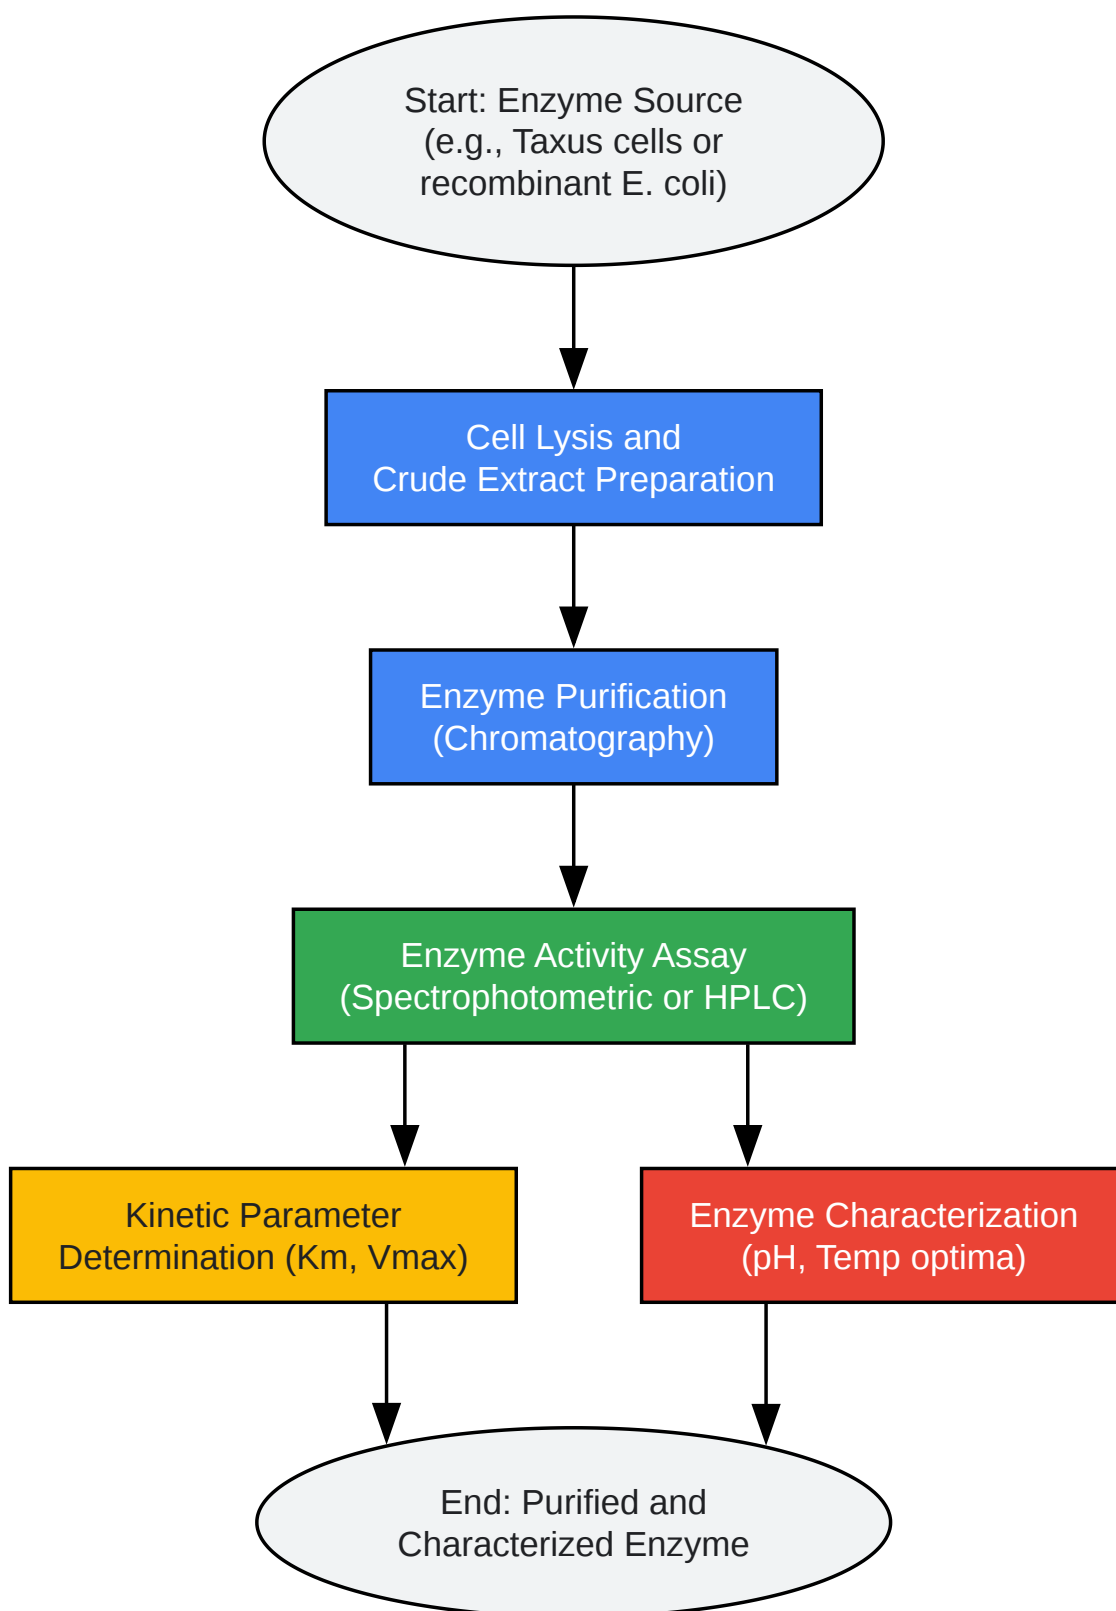 Start: Enzyme Source
(e.g., Taxus cells or
recombinant E. coli)
Cell Lysis and
Crude Extract Preparation
Enzyme Purification
(Chromatography)
Enzyme Activity Assay
(Spectrophotometric or HPLC)
Kinetic Parameter
Determination (Km, Vmax)
Enzyme Characterization
(pH, Temp optima)
End: Purified and
Characterized Enzyme